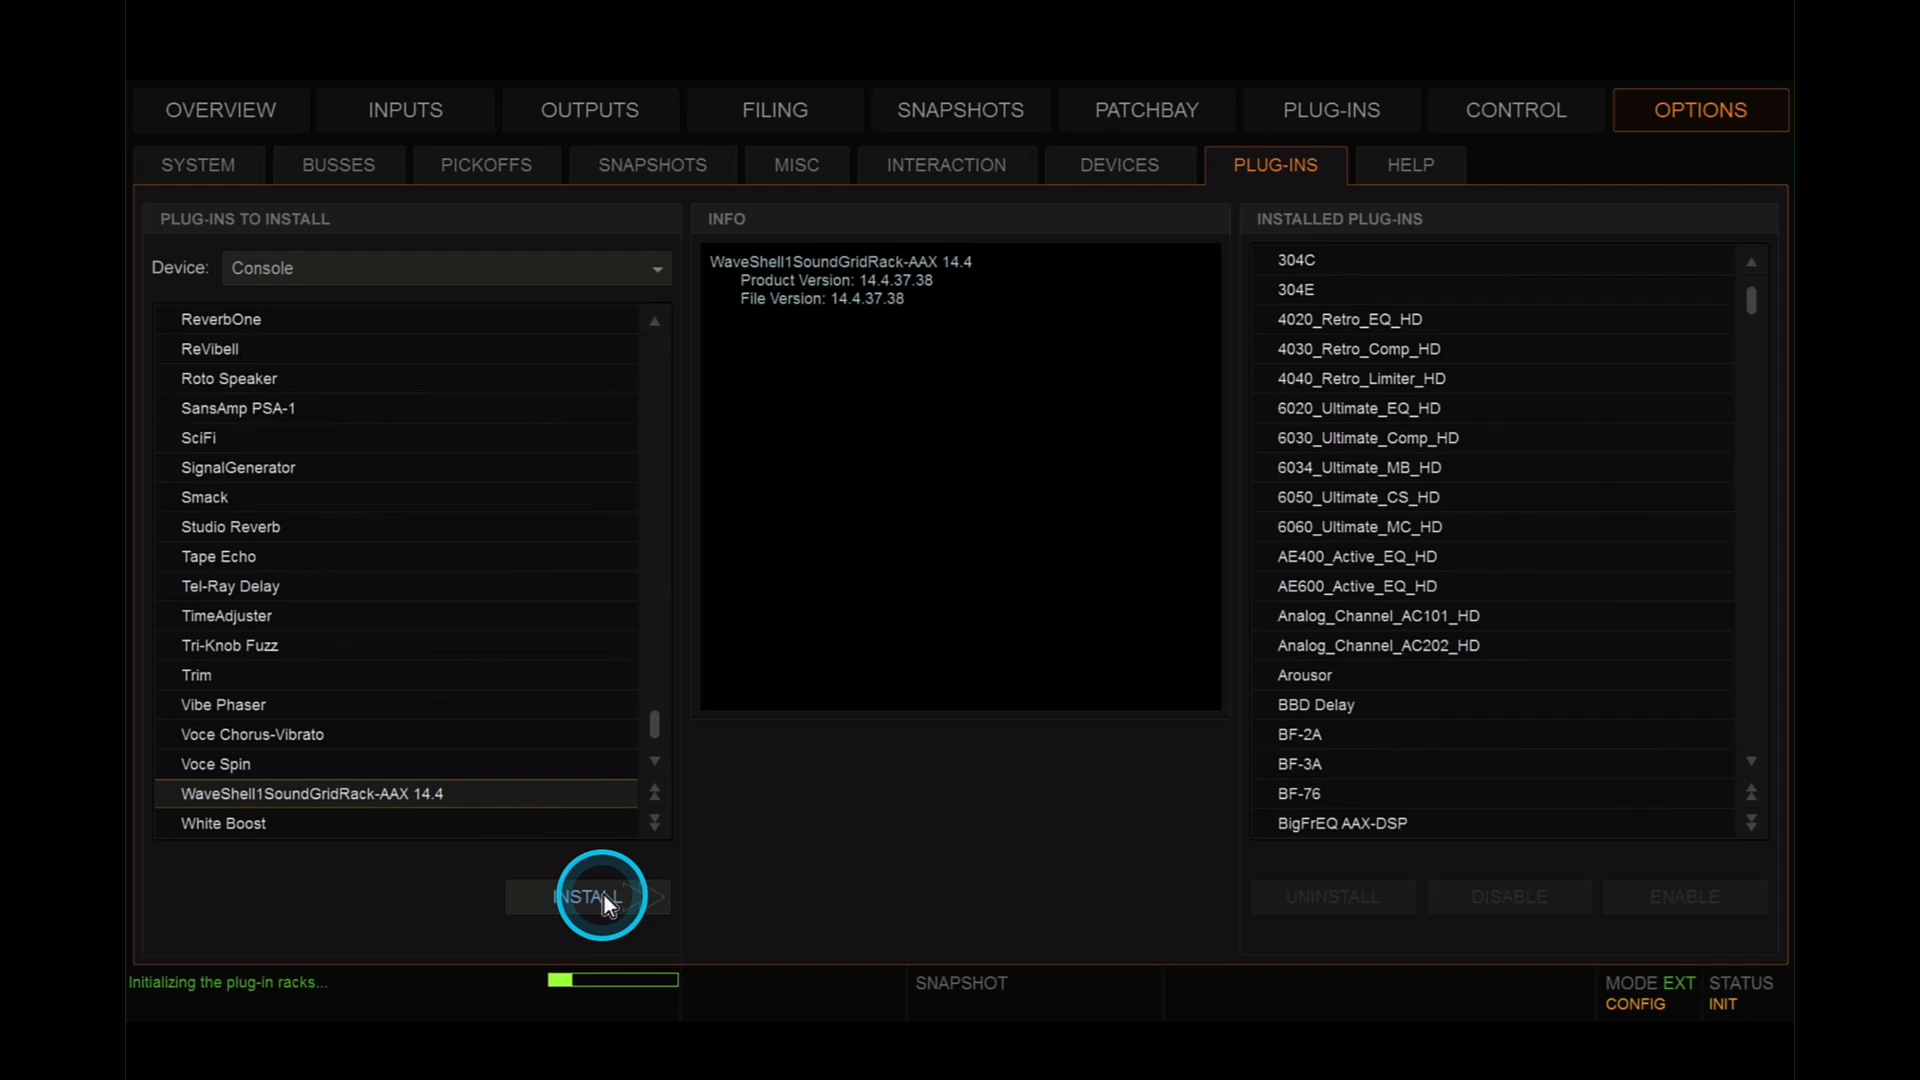 OVERVIEW
INPUTS
OUTPUTS
FILING
SNAPSHOTS
PATCHBAY
PLUG-INS
CONTROL
OPTIONS
SYSTEM
BUSSES
PICKOFFS
SNAPSHOTS
MISC
INTERACTION
DEVICES
PLUG-INS
HELP
PLUG-INS TO INSTALL
Device: Console
ReverbOne
ReVibell
Roto Speaker
SansAmp PSA-1
SciFi
SignalGenerator
Smack
Studio Reverb
Tape Echo
Tel-Ray Delay
TimeAdjuster
Tri-Knob Fuzz
Trim
Vibe Phaser
Voce Chorus-Vibrato
Voce Spin
WaveShell1SoundGridRack-AAX 14.4
White Boost
INSTALL
INFO
WaveShell1SoundGridRack-AAX 14.4
Product Version: 14.4.37.38
File Version: 14.4.37.38
INSTALLED PLUG-INS
304C
304E
4020_Retro_EQ_HD
4030_Retro_Comp_HD
4040_Retro_Limiter_HD
6020_Ultimate_EQ_HD
6030_Ultimate_Comp_HD
6034_Ultimate_MB_HD
6050_Ultimate_CS_HD
6060_Ultimate_MC_HD
AE400_Active_EQ_HD
AE600_Active_EQ_HD
Analog_Channel_AC101_HD
Analog_Channel_AC202_HD
Arousor
BBD Delay
BF-2A
BF-3A
BF-76
BigFrEQ AAX-DSP
UNINSTALL
DISABLE
ENABLE
Initializing the plug-in racks...
SNAPSHOT
MODE EXT
CONFIG
STATUS
INIT